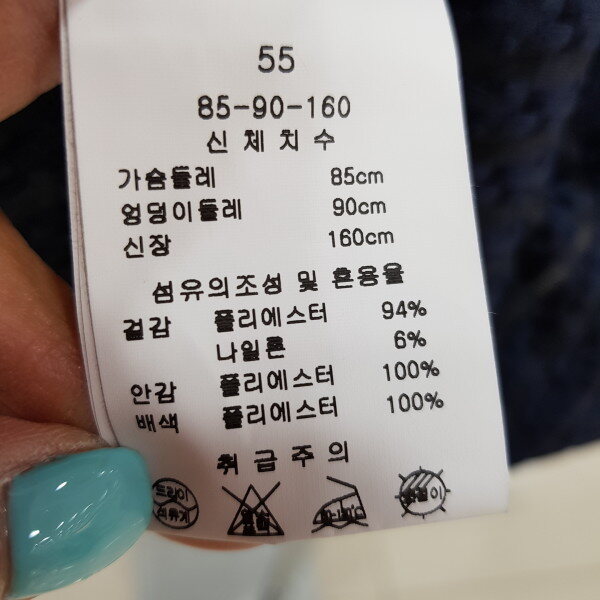 55
85-90-160
신체치수
가슴둘레 85cm
엉덩이둘레 90cm
신장 160cm
섬유의조성 및 혼용율
겉감 폴리에스터 94%
나일론 6%
안감 폴리에스터 100%
배색 폴리에스터 100%
취급주의
드라이